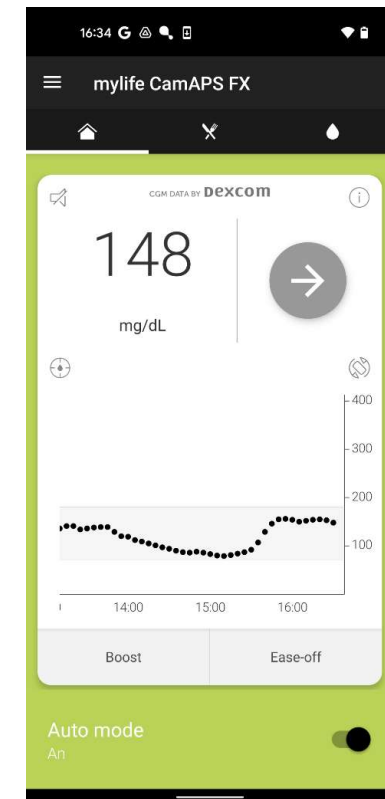 16:34 G
mylife CamAPS FX
CGM DATA BY Dexcom
148
mg/dL
400
300
200
100
14:00 15:00 16:00
Boost Ease-off
Auto mode
An